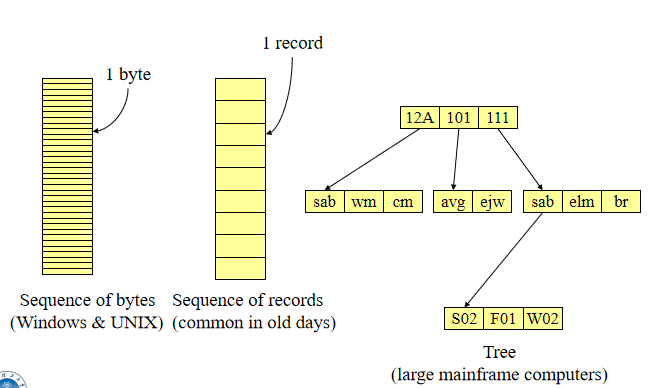 1 record
1 byte
12A 101 111
sab wm cm
avg ejw
sab elm br
Sequence of bytes
(Windows & UNIX)
Sequence of records
(common in old days)
S02 F01 W02
Tree
(large mainframe computers)